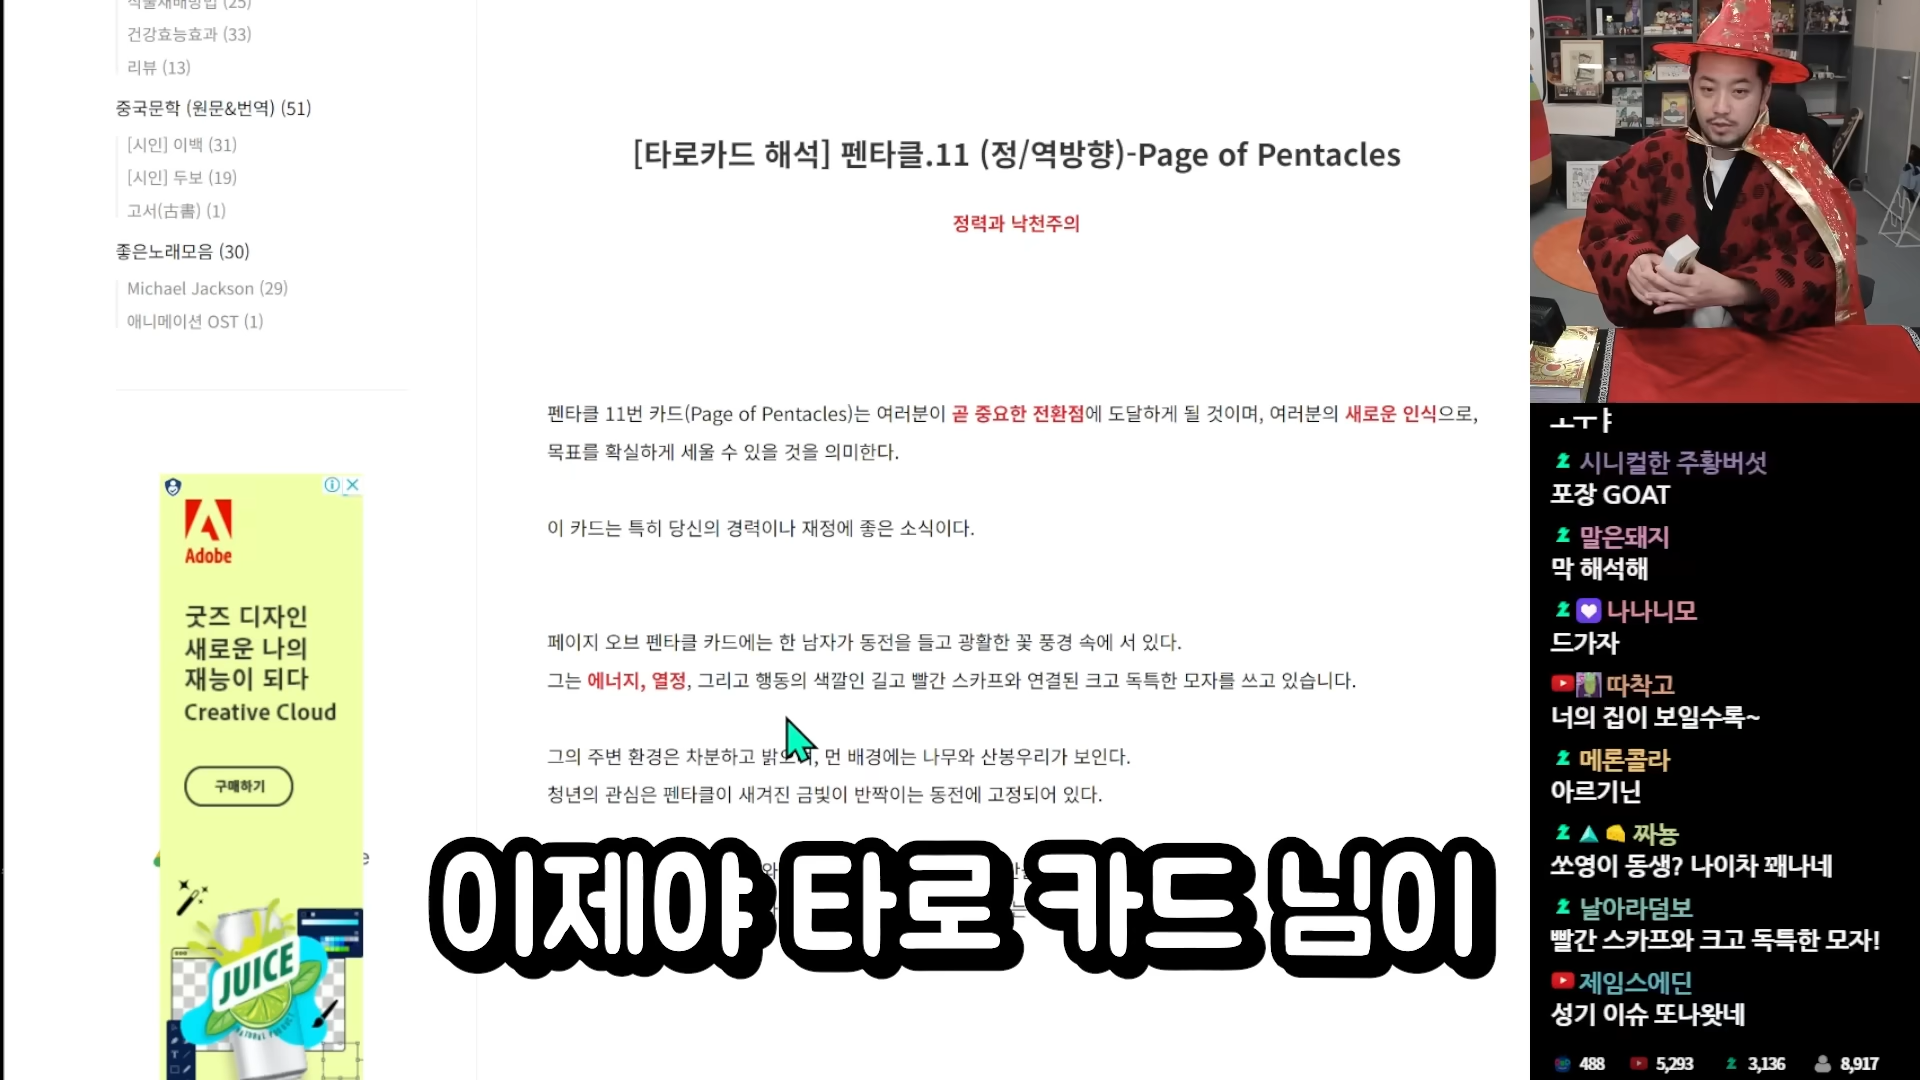 식물재배방법 (25)
건강효능효과 (33)
리뷰 (13)
중국문학 (원문&번역) (51)
[시인] 이백 (31)
[시인] 두보 (19)
고서(古書) (1)
좋은노래모음 (30)
Michael Jackson (29)
애니메이션 OST (1)
Adobe
굿즈 디자인
새로운 나의
재능이 되다
Creative Cloud
구매하기
JUICE
[타로카드 해석] 펜타클.11 (정/역방향)-Page of Pentacles
정력과 낙천주의
펜타클 11번 카드(Page of Pentacles)는 여러분이 곧 중요한 전환점에 도달하게 될 것이며, 여러분의 새로운 인식으로,
목표를 확실하게 세울 수 있을 것을 의미한다.
이 카드는 특히 당신의 경력이나 재정에 좋은 소식이다.
페이지 오브 펜타클 카드에는 한 남자가 동전을 들고 광활한 꽃 풍경 속에 서 있다.
그는 에너지, 열정, 그리고 행동의 색깔인 길고 빨간 스카프와 연결된 크고 독특한 모자를 쓰고 있습니다.
그의 주변 환경은 차분하고 밝으며, 먼 배경에는 나무와 산봉우리가 보인다.
청년의 관심은 펜타클이 새겨진 금빛이 반짝이는 동전에 고정되어 있다.
이제야 타로 카드 님이
시니컬한 주황버섯
포장 GOAT
말은돼지
막 해석해
나나니모
드가자
따착고
너의 집이 보일수록~
메론콜라
아르기닌
짜농
쏘영이 동생? 나이차 꽤나네
날아라덤보
빨간 스카프와 크고 독특한 모자!
제임스에딘
성기 이슈 또나왓네
488 5,293 3,136 8,917